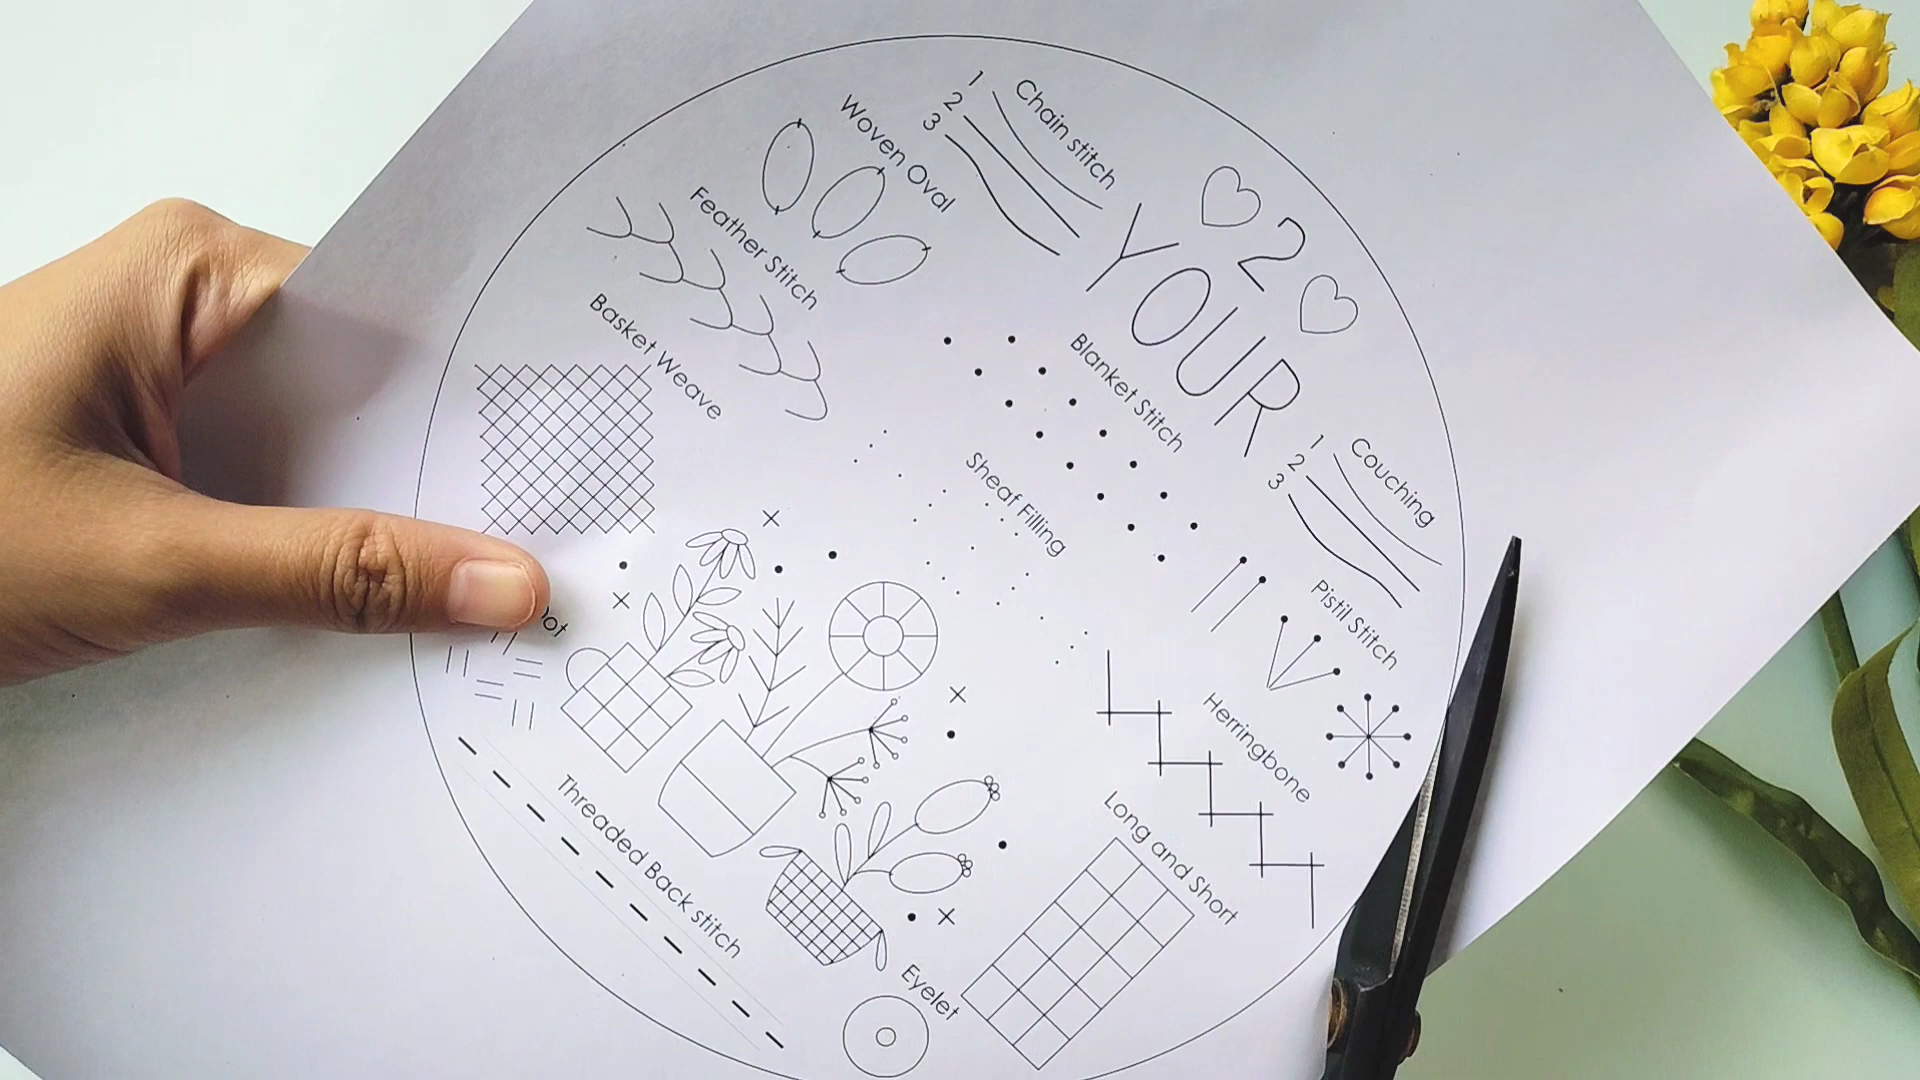 Chain stitch
1
2
3
Woven Oval
Feather Stitch
Basket Weave
2
YOUR
Blanket Stitch
Sheaf Filling
Couching
1
2
3
Pistil Stitch
Herringbone
Long and Short
Threaded Back stitch
Eyelet